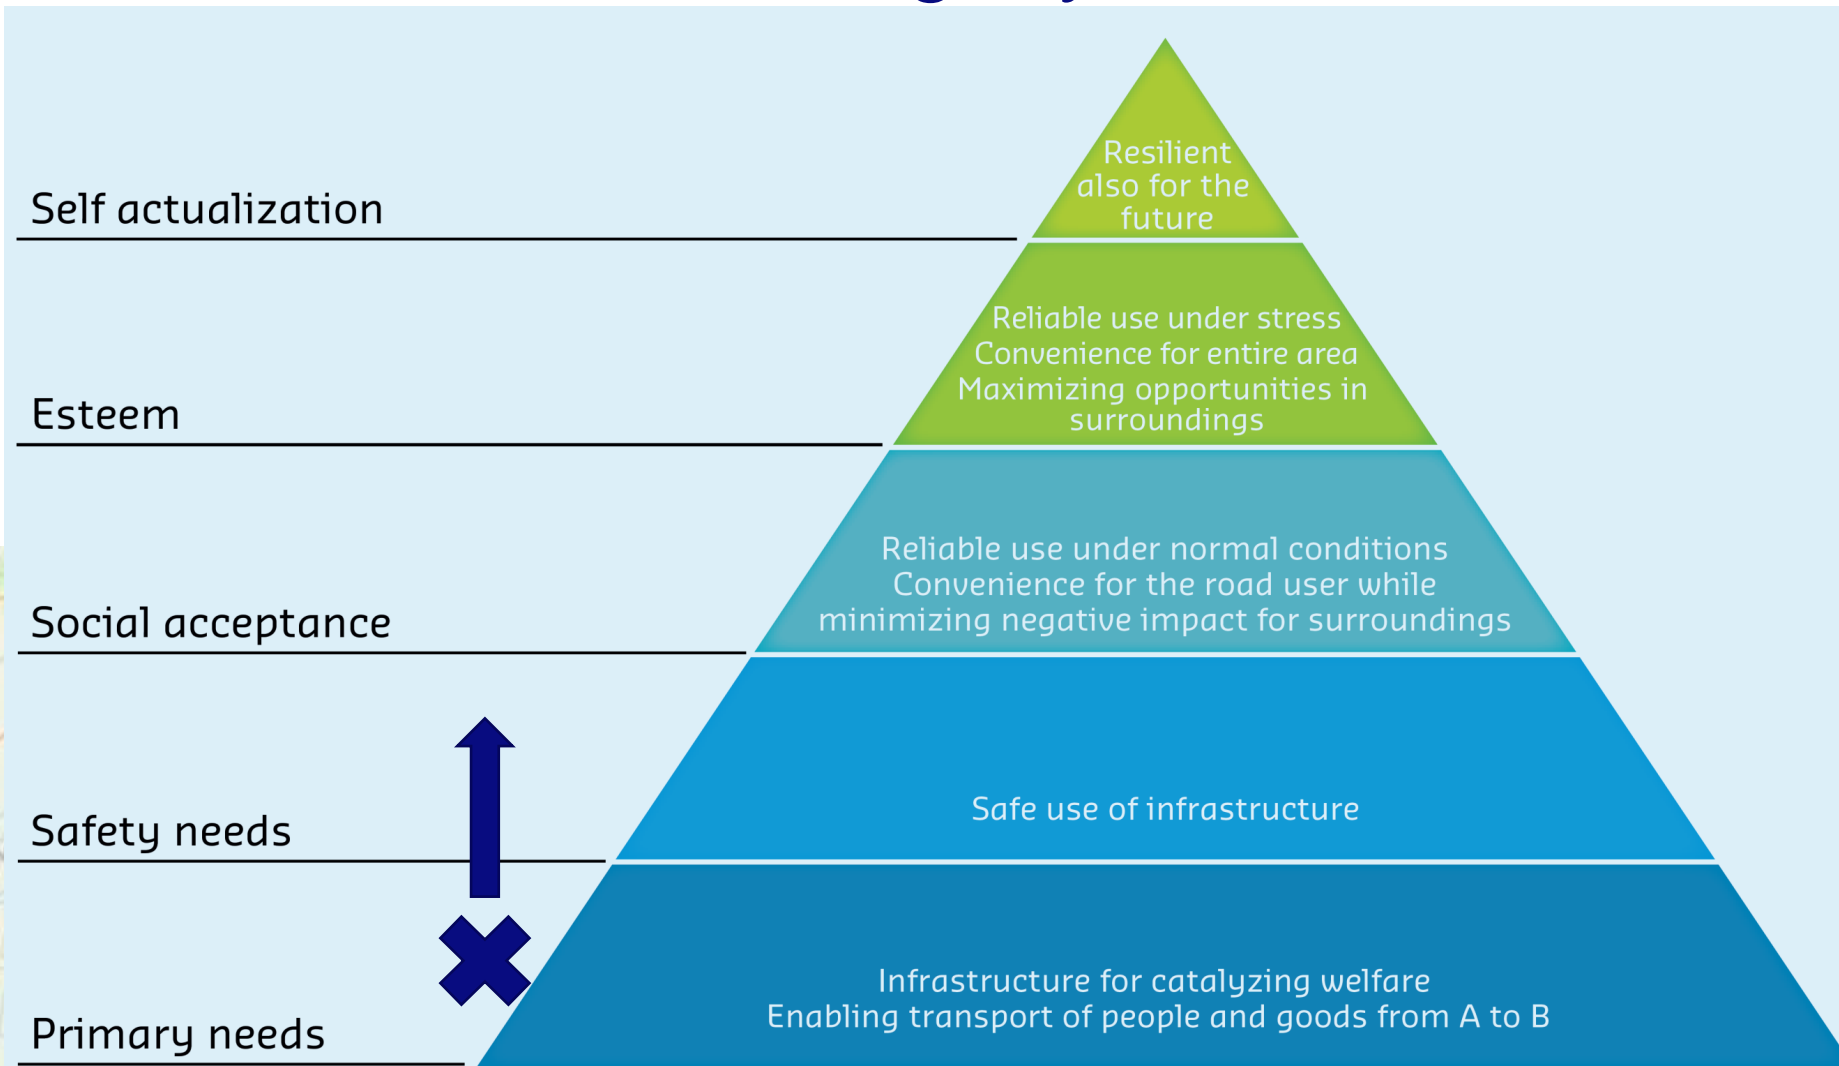 Self actualization
Resilient
also for the
future
Esteem
Reliable use under stress
Convenience for entire area
Maximizing opportunities in
surroundings
Social acceptance
Reliable use under normal conditions
Convenience for the road user while
minimizing negative impact for surroundings
Safety needs
Safe use of infrastructure
Primary needs
Infrastructure for catalyzing welfare
Enabling transport of people and goods from A to B